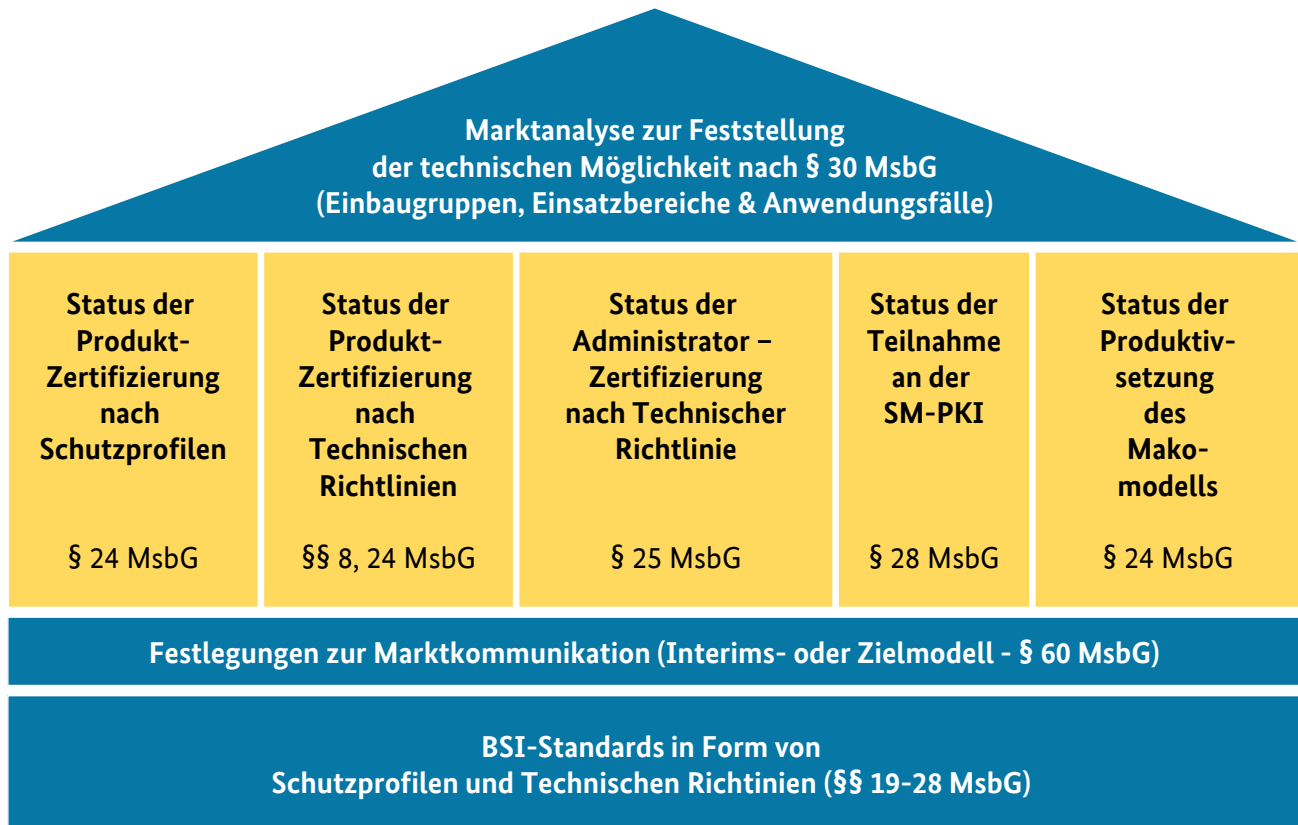 Marktanalyse zur Feststellung
der technischen Möglichkeit nach § 30 MsbG
(Einbaugruppen, Einsatzbereiche & Anwendungsfälle)
Status der
Produkt-
Zertifizierung
nach
Schutzprofilen
§ 24 MsbG
Status der
Produkt-
Zertifizierung
nach
Technischen
Richtlinien
§§ 8, 24 MsbG
Status der
Administrator –
Zertifizierung
nach Technischer
Richtlinie
§ 25 MsbG
Status der
Teilnahme
an der
SM-PKI
§ 28 MsbG
Status der
Produktiv-
setzung
des
Mako-
modells
§ 24 MsbG
Festlegungen zur Marktkommunikation (Interims- oder Zielmodell - § 60 MsbG)
BSI-Standards in Form von
Schutzprofilen und Technischen Richtinien (§§ 19-28 MsbG)